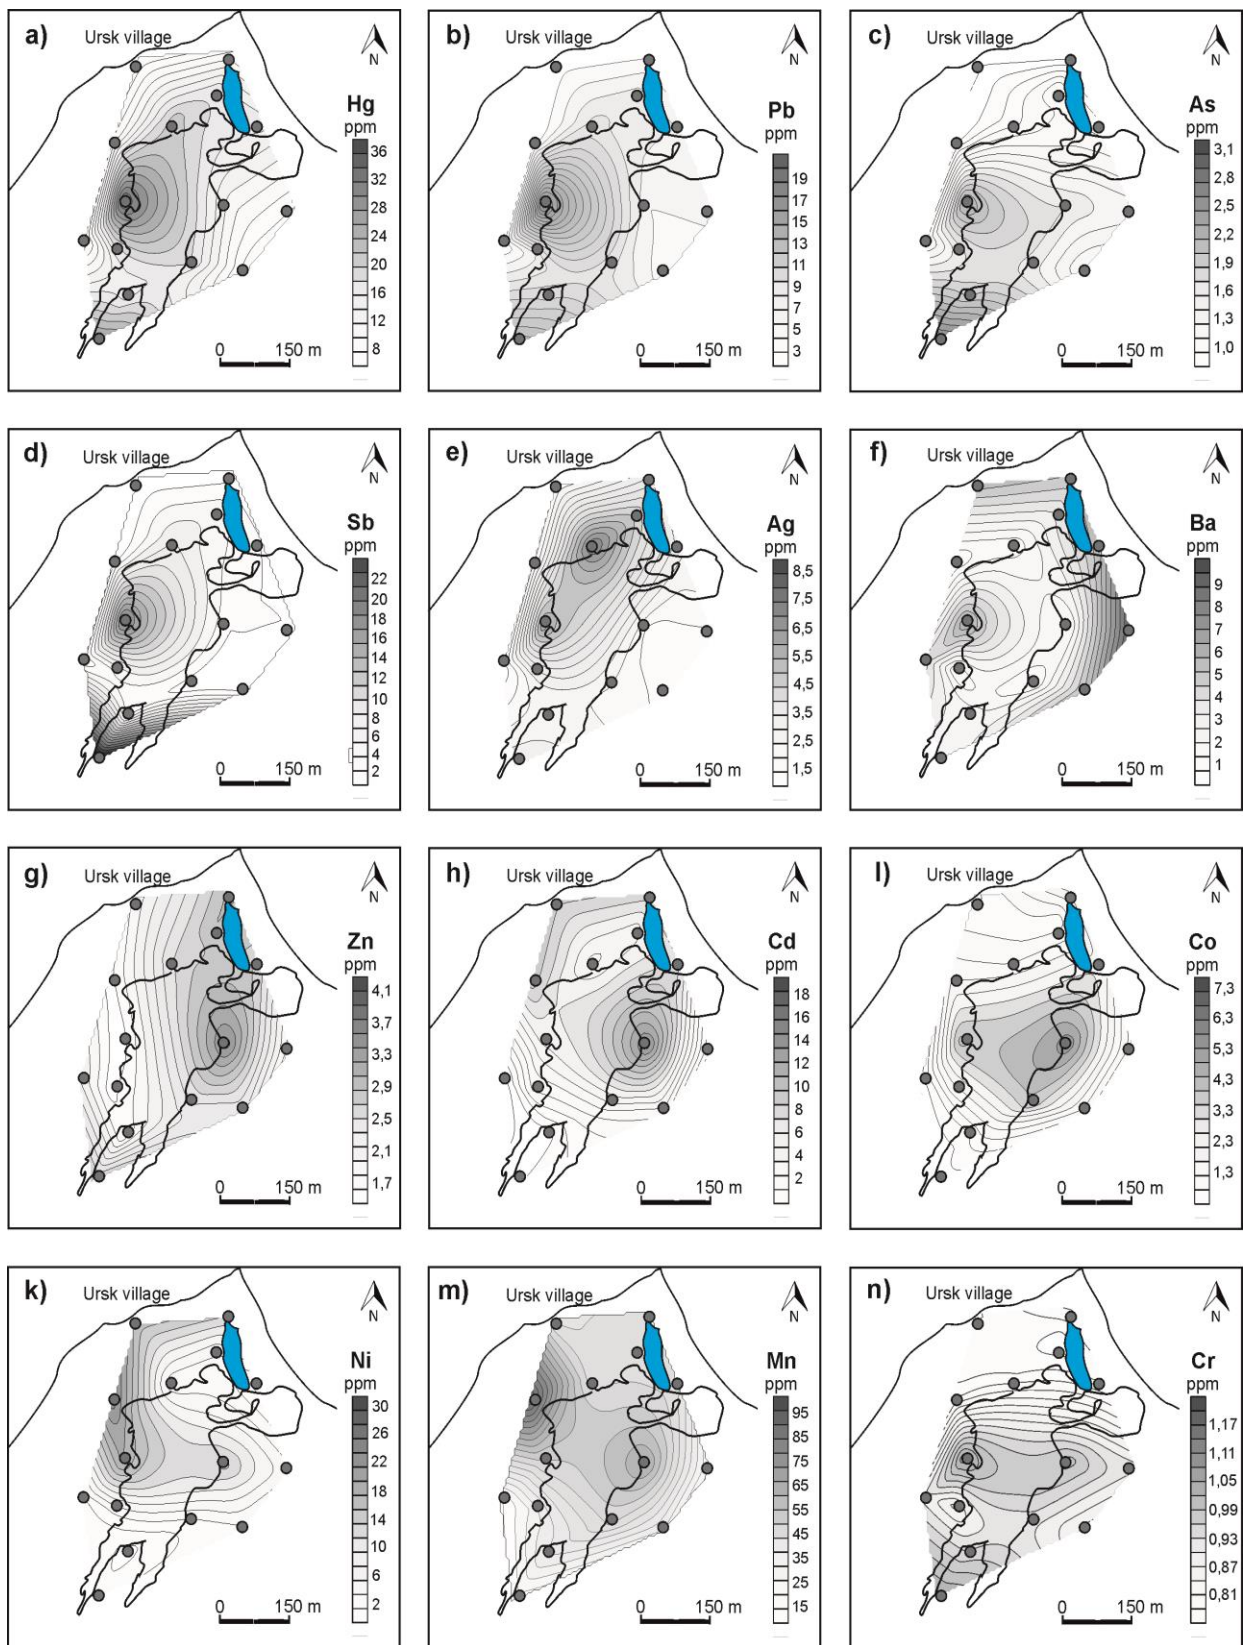 a) Ursk village
N
Hg
ppm
36
32
28
24
20
16
12
8
0 150 m
b) Ursk village
N
Pb
ppm
19
17
15
13
11
9
7
5
3
0 150 m
c) Ursk village
N
As
ppm
3,1
2,8
2,5
2,2
1,9
1,6
1,3
1,0
0 150 m
d) Ursk village
N
Sb
ppm
22
20
18
16
14
12
10
8
6
4
2
0 150 m
e) Ursk village
N
Ag
ppm
8,5
7,5
6,5
5,5
4,5
3,5
2,5
1,5
0 150 m
f) Ursk village
N
Ba
ppm
9
8
7
6
5
4
3
2
1
0 150 m
g) Ursk village
N
Zn
ppm
4,1
3,7
3,3
2,9
2,5
2,1
1,7
0 150 m
h) Ursk village
N
Cd
ppm
18
16
14
12
10
8
6
4
2
0 150 m
l) Ursk village
N
Co
ppm
7,3
6,3
5,3
4,3
3,3
2,3
1,3
0 150 m
k) Ursk village
N
Ni
ppm
30
26
22
18
14
10
6
2
0 150 m
m) Ursk village
N
Mn
ppm
95
85
75
65
55
45
35
25
15
0 150 m
n) Ursk village
N
Cr
ppm
1,17
1,11
1,05
0,99
0,93
0,87
0,81
0 150 m